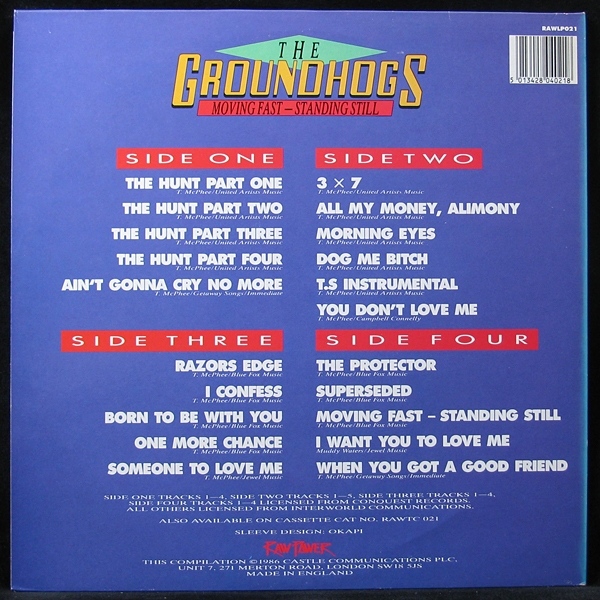 RAWLP021
THE
GROUNDHOGS
MOVING FAST – STANDING STILL
5 013428 040218
SIDE ONE
THE HUNT PART ONE
T. McPhee/United Artists Music
THE HUNT PART TWO
T. McPhee/United Artists Music
THE HUNT PART THREE
T. McPhee/United Artists Music
THE HUNT PART FOUR
T. McPhee/United Artists Music
AIN'T GONNA CRY NO MORE
T. McPhee/Getaway Songs/Immediate
SIDE TWO
3 × 7
T. McPhee/United Artists Music
ALL MY MONEY, ALIMONY
T. McPhee/United Artists Music
MORNING EYES
T. McPhee/United Artists Music
DOG ME BITCH
T. McPhee/United Artists Music
T.S INSTRUMENTAL
T. McPhee/United Artists Music
YOU DON'T LOVE ME
T. McPhee/Campbell Connelly
SIDE THREE
RAZORS EDGE
T. McPhee/Blue Fox Music
I CONFESS
T. McPhee/Blue Fox Music
BORN TO BE WITH YOU
T. McPhee/Blue Fox Music
ONE MORE CHANCE
T. McPhee/Blue Fox Music
SOMEONE TO LOVE ME
T. McPhee/Jewel Music
SIDE FOUR
THE PROTECTOR
T. McPhee/Blue Fox Music
SUPERSEDED
T. McPhee/Blue Fox Music
MOVING FAST – STANDING STILL
T. McPhee/Blue Fox Music
I WANT YOU TO LOVE ME
Muddy Waters/Jewel Music
WHEN YOU GOT A GOOD FRIEND
T. McPhee/Getaway Songs/Immediate
SIDE ONE TRACKS 1—4, SIDE TWO TRACKS 1—5, SIDE THREE TRACKS 1—4,
SIDE FOUR TRACKS 1—4 LICENSED FROM CONQUEST RECORDS.
ALL OTHERS LICENSED FROM INTERWORLD COMMUNICATIONS.
ALSO AVAILABLE ON CASSETTE CAT NO. RAWTC 021
SLEEVE DESIGN: OKAPI
RAW POWER
THIS COMPILATION ©1986 CASTLE COMMUNICATIONS PLC.
UNIT 7, 271 MERTON ROAD, LONDON SW18 5JS
MADE IN ENGLAND